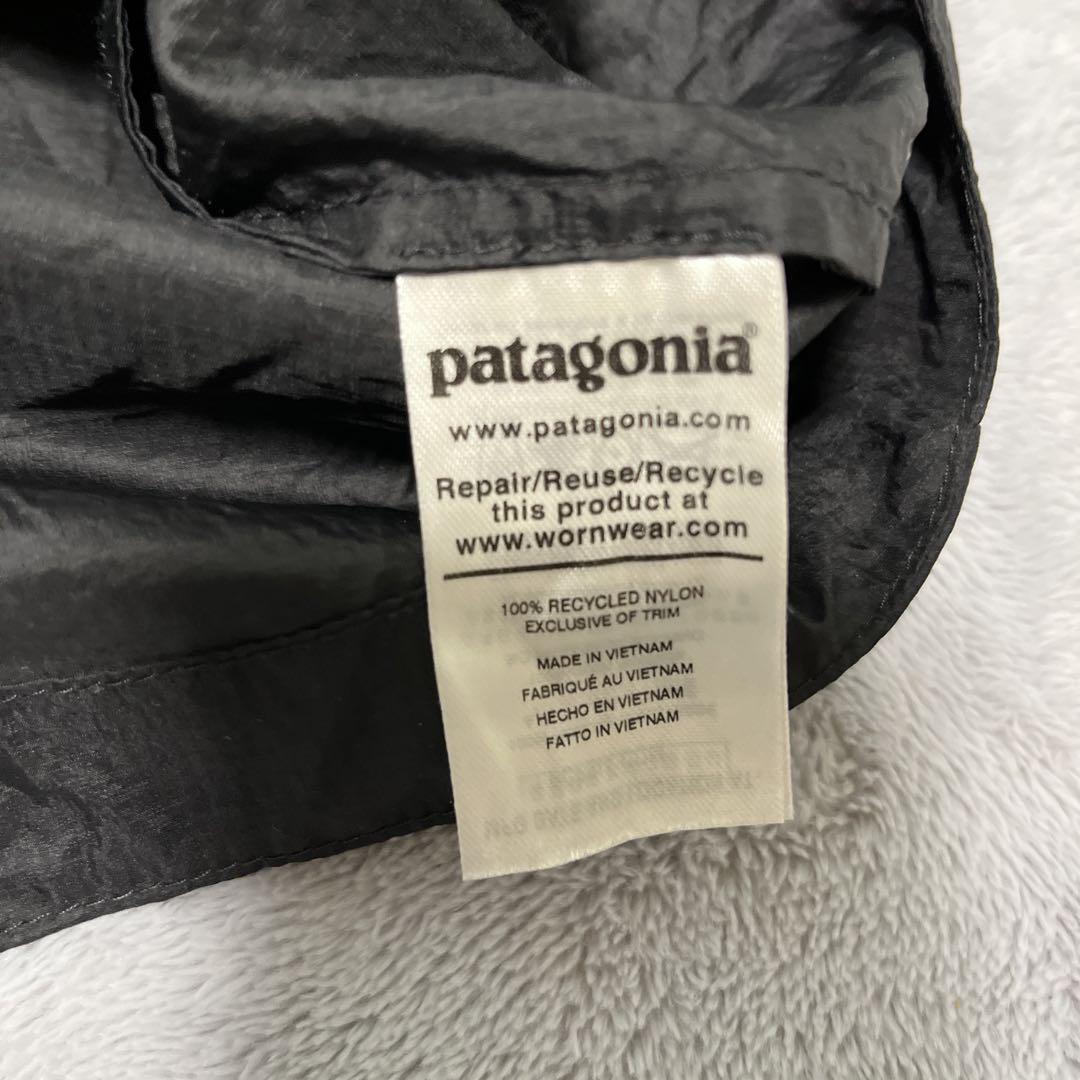 patagonia®
www.patagonia.com
Repair/Reuse/Recycle
this product at
www.wornwear.com
100% RECYCLED NYLON
EXCLUSIVE OF TRIM
MADE IN VIETNAM
FABRIQUÉ AU VIETNAM
HECHO EN VIETNAM
FATTO IN VIETNAM